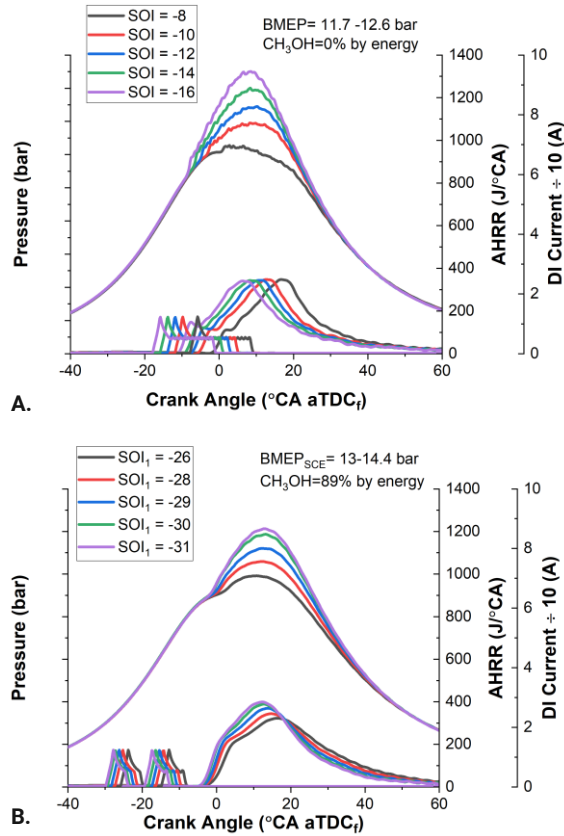 SOI = -8
SOI = -10
SOI = -12
SOI = -14
SOI = -16
BMEP= 11.7 -12.6 bar
CH₃OH=0% by energy
Pressure (bar)
1400
1200
1000
800
600
400
200
0
AHRR (J/°CA)
10
8
6
4
2
0
DI Current ÷ 10 (A)
-40 -20 0 20 40 60
Crank Angle (°CA aTDC_f)
A.
SOI₁ = -26
SOI₁ = -28
SOI₁ = -29
SOI₁ = -30
SOI₁ = -31
BMEP_SCE = 13-14.4 bar
CH₃OH=89% by energy
Pressure (bar)
1400
1200
1000
800
600
400
200
0
AHRR (J/°CA)
10
8
6
4
2
0
DI Current ÷ 10 (A)
-40 -20 0 20 40 60
Crank Angle (°CA aTDC_f)
B.